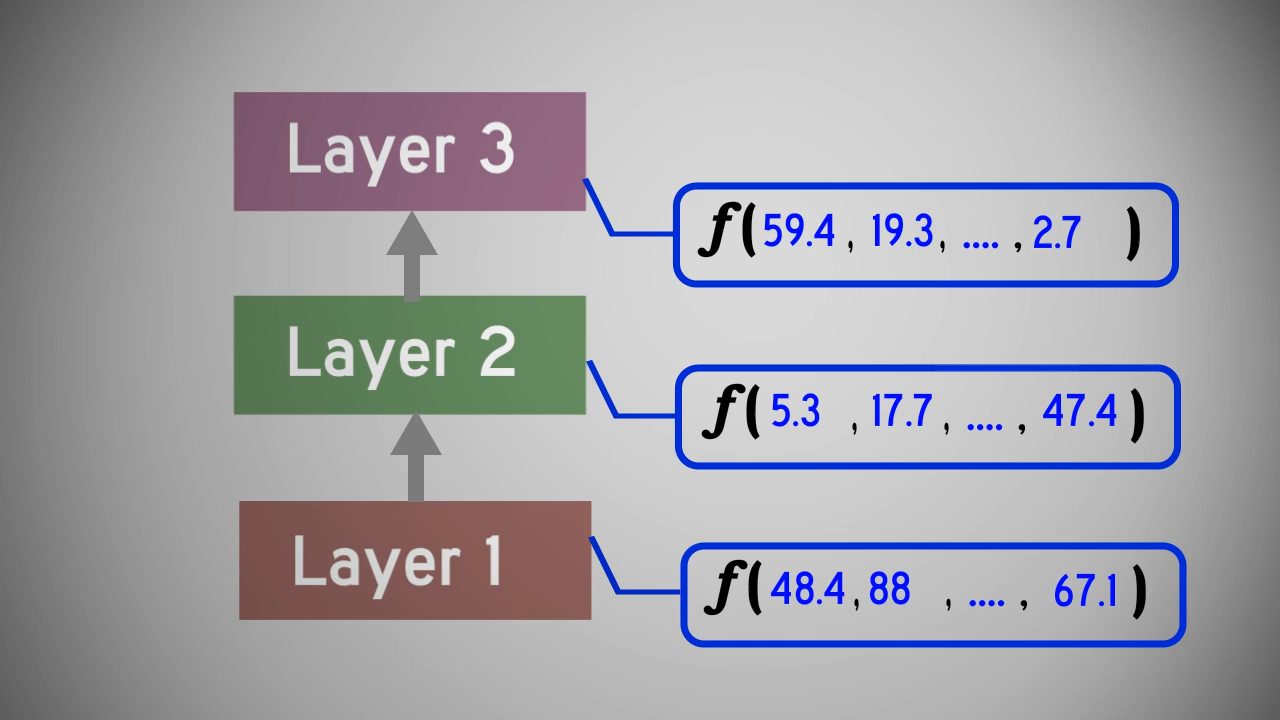 Layer 3
f(59.4 , 19.3, .... , 2.7 )
Layer 2
f( 5.3 , 17.7 , .... , 47.4 )
Layer 1
f( 48.4 , 88 , .... , 67.1 )